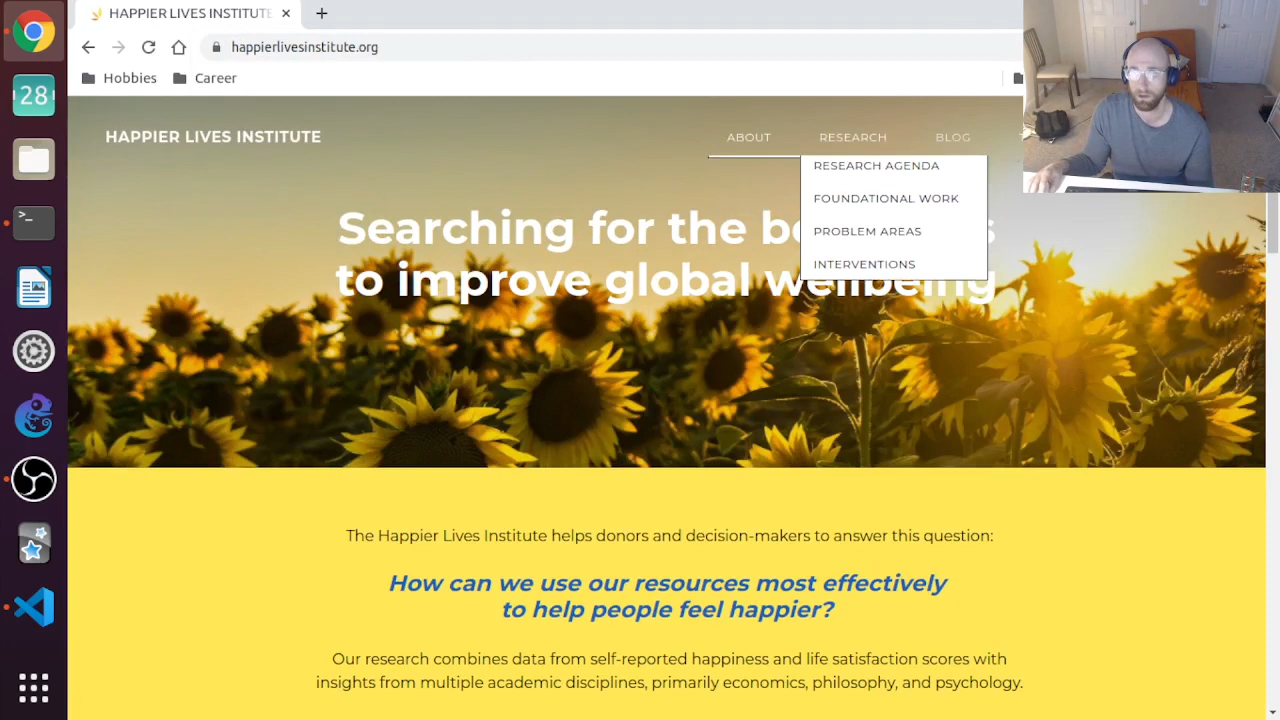 HAPPIER LIVES INSTITUTE
happierlivesinstitute.org
Hobbies
Career
28
HAPPIER LIVES INSTITUTE
ABOUT
RESEARCH
BLOG
RESEARCH AGENDA
FOUNDATIONAL WORK
PROBLEM AREAS
INTERVENTIONS
Searching for the
to improve global wellbeing
The Happier Lives Institute helps donors and decision-makers to answer this question:
How can we use our resources most effectively
to help people feel happier?
Our research combines data from self-reported happiness and life satisfaction scores with
insights from multiple academic disciplines, primarily economics, philosophy, and psychology.